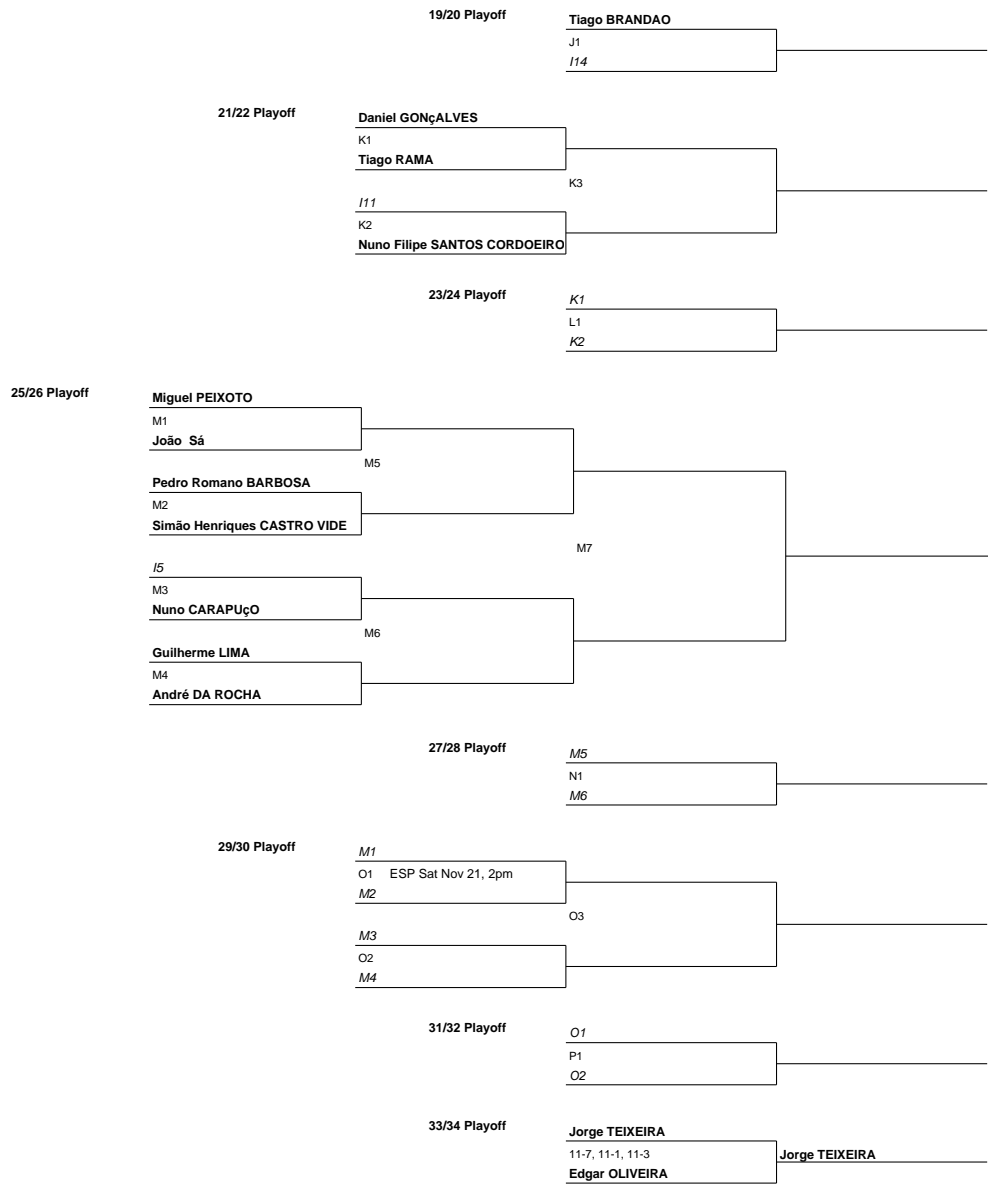 19/20 Playoff
Tiago BRANDAO
J1
I14
21/22 Playoff
Daniel GONçALVES
K1
Tiago RAMA
K3
I11
K2
Nuno Filipe SANTOS CORDOEIRO
23/24 Playoff
K1
L1
K2
25/26 Playoff
Miguel PEIXOTO
M1
João  Sá
M5
Pedro Romano BARBOSA
M2
Simão Henriques CASTRO VIDE
M7
I5
M3
Nuno CARAPUçO
M6
Guilherme LIMA
M4
André DA ROCHA
27/28 Playoff
M5
N1
M6
29/30 Playoff
M1
O1 ESP Sat Nov 21, 2pm
M2
O3
M3
O2
M4
31/32 Playoff
O1
P1
O2
33/34 Playoff
Jorge TEIXEIRA
11-7, 11-1, 11-3 Jorge TEIXEIRA
Edgar OLIVEIRA